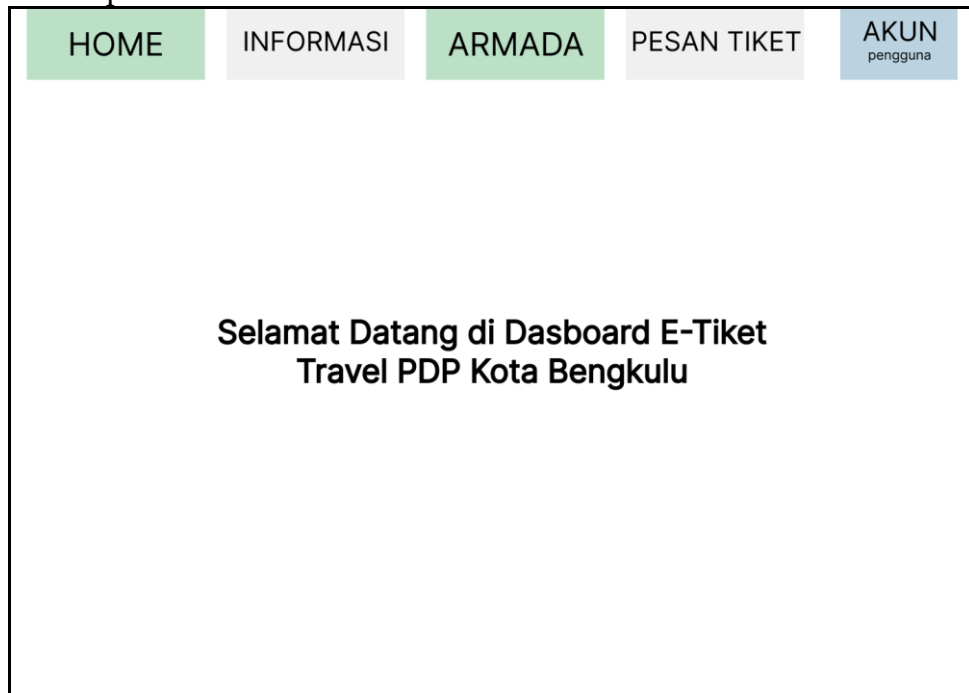 HOME INFORMASI ARMADA PESAN TIKET AKUN
pengguna
Selamat Datang di Dasboard E-Tiket
Travel PDP Kota Bengkulu